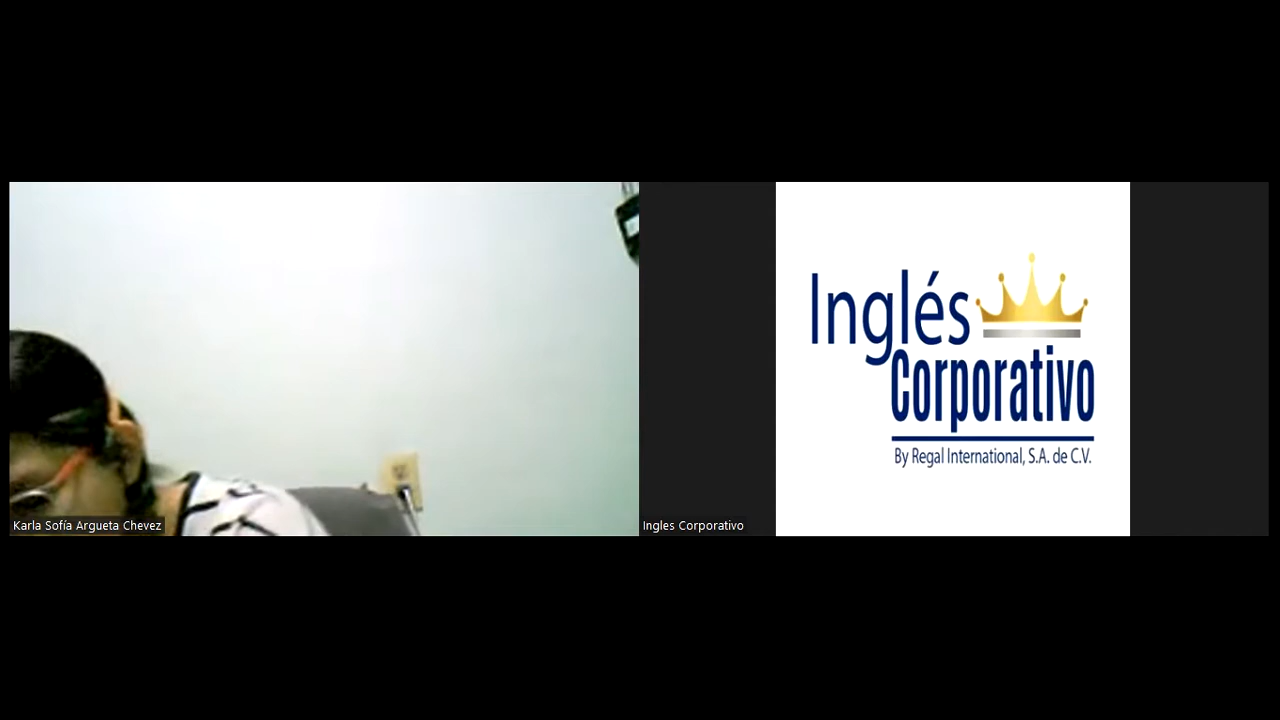 Inglés
Corporativo
By Regal International, S.A. de C.V.
Karla Sofía Argueta Chevez
Ingles Corporativo